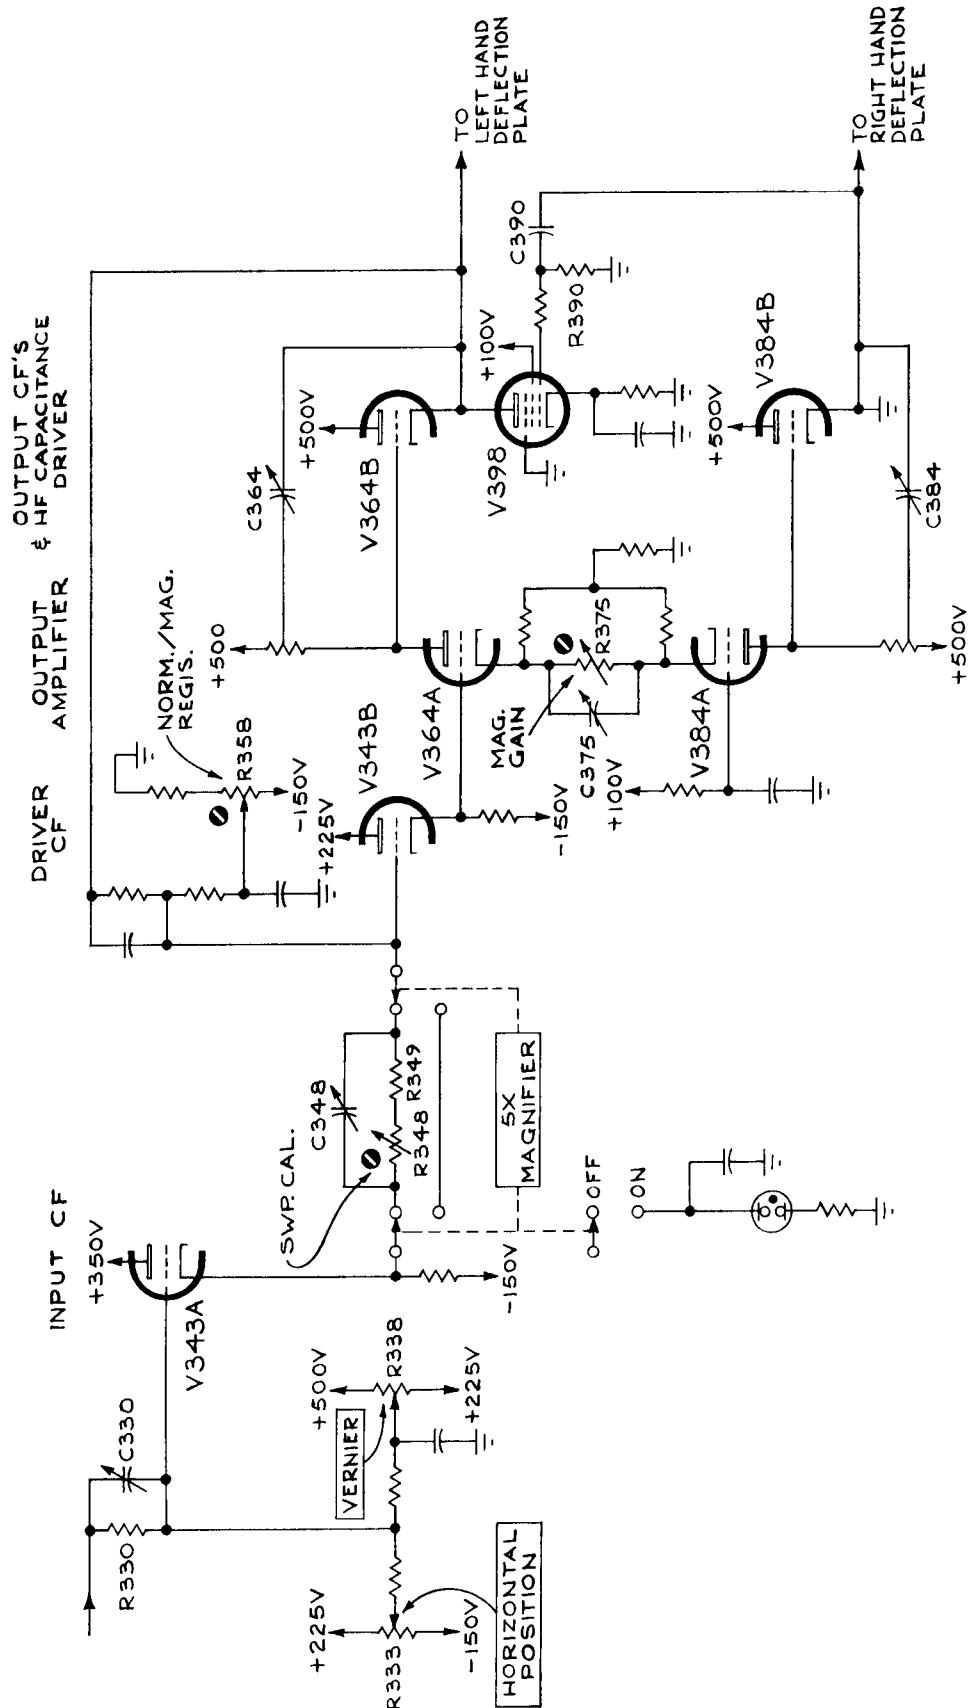 INPUT CF
DRIVER
CF
OUTPUT
AMPLIFIER
OUTPUT CF'S
& HF CAPACITANCE
DRIVER
R330
C330
V343A
+350V
+225V
R333
-150V
HORIZONTAL
POSITION
VERNIER
+500V
R338
+225V
-150V
SWP. CAL.
C348
R348
R349
5X
MAGNIFIER
OFF
ON
NORM./MAG.
REGIS.
R358
-150V
+225V
V343B
-150V
+500
C364
V364A
+500V
V364B
MAG.
GAIN
C375
R375
+100V
V384A
+500V
V398
+100V
R390
C390
+500V
V384B
C384
TO
LEFT HAND
DEFLECTION
PLATE
TO
RIGHT HAND
DEFLECTION
PLATE